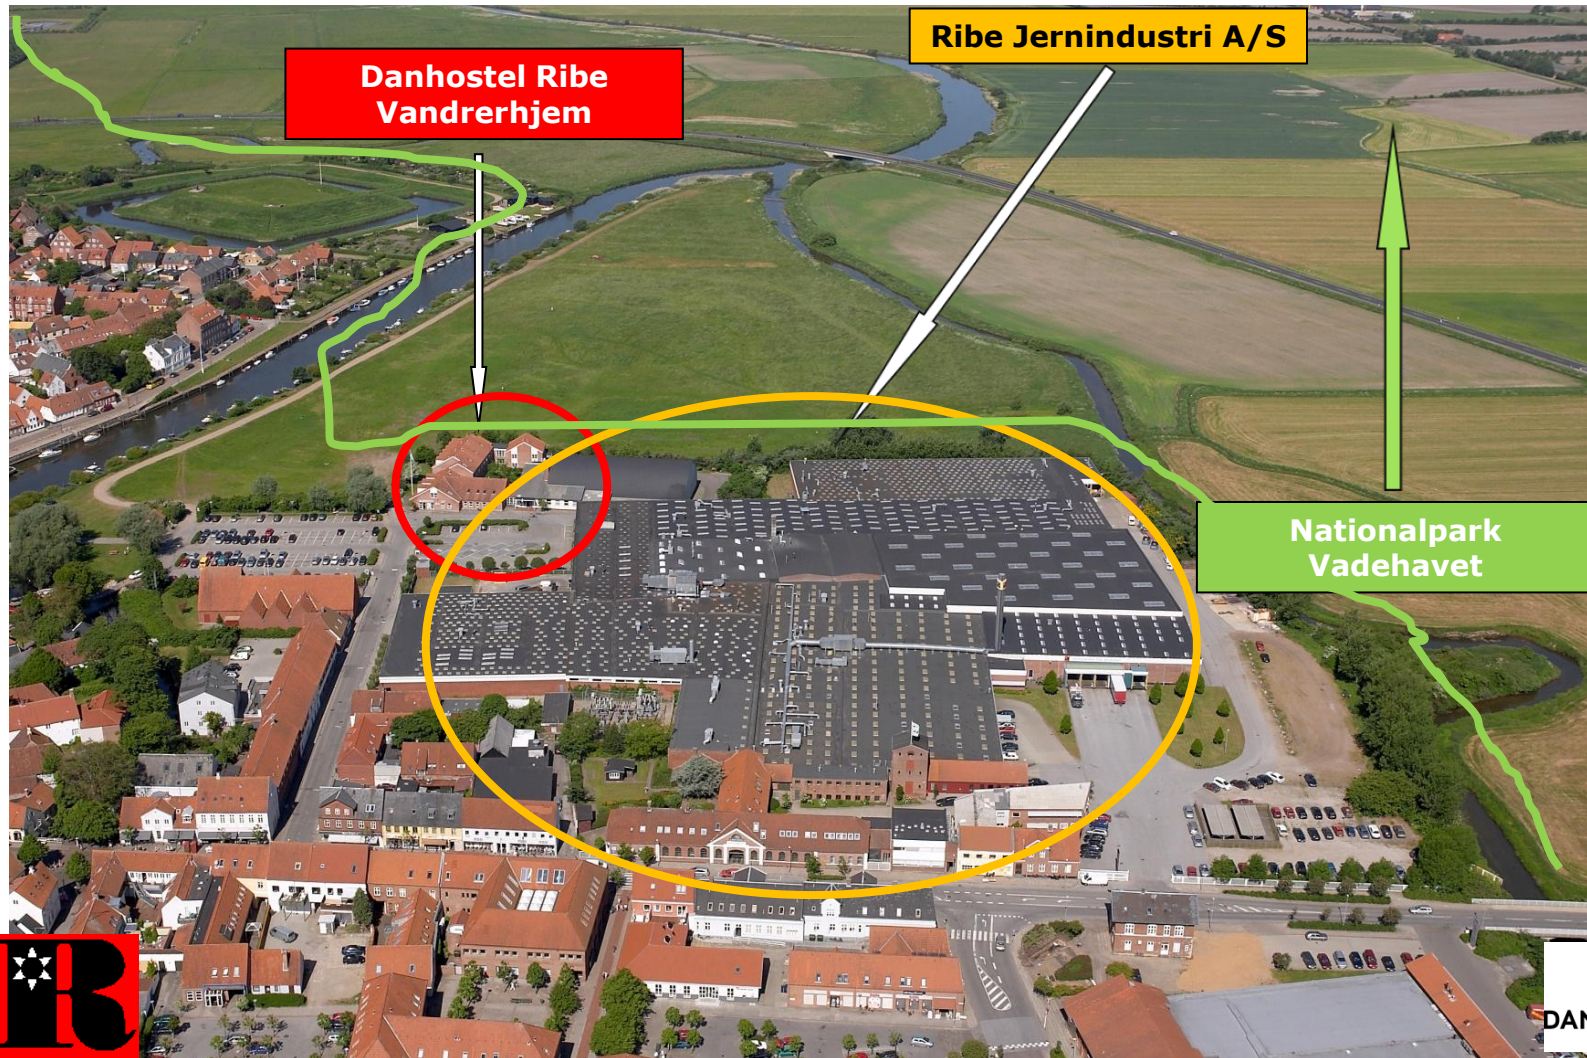 Ribe Jernindustri A/S
Danhostel Ribe
Vandrerhjem
Nationalpark
Vadehavet
R
DAN